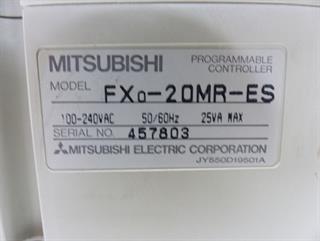 MITSUBISHI PROGRAMMABLE CONTROLLER
MODEL FX0-20MR-ES
100-240VAC 50/60Hz 25VA MAX
SERIAL NO. 457803
MITSUBISHI ELECTRIC CORPORATION
JY550D19501A